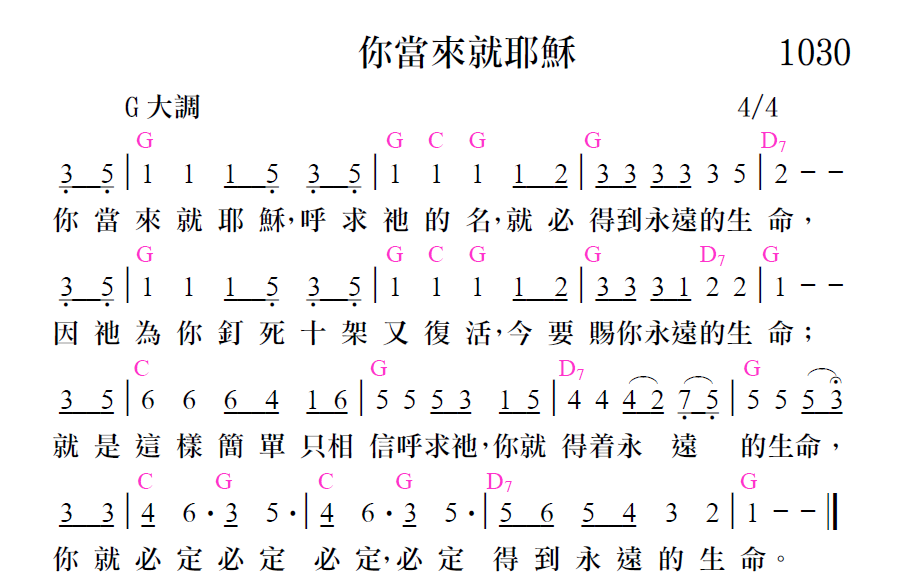 你當來就耶穌 1030
G 大調 4/4
G G C G G D7
3 5 | 1 1 1 5 3 5 | 1 1 1 1 2 | 3 3 3 3 3 5 | 2 - -
你當來就耶穌,呼求祂的名,就必得到永遠的生命,
G G C G G D7 G
3 5 | 1 1 1 5 3 5 | 1 1 1 1 2 | 3 3 3 1 2 2 | 1 - -
因祂為你釘死十架又復活,今要賜你永遠的生命;
C G D7 G
3 5 | 6 6 6 4 1 6 | 5 5 5 3 1 5 | 4 4 4 2 7 5 | 5 5 5 3
就是這樣簡單只相信呼求祂,你就得着永遠的生命,
C G C G D7 G
3 3 | 4 6 · 3 5 · | 4 6 · 3 5 · | 5 6 5 4 3 2 | 1 - - ||
你就必定必定必定,必定得到永遠的生命。